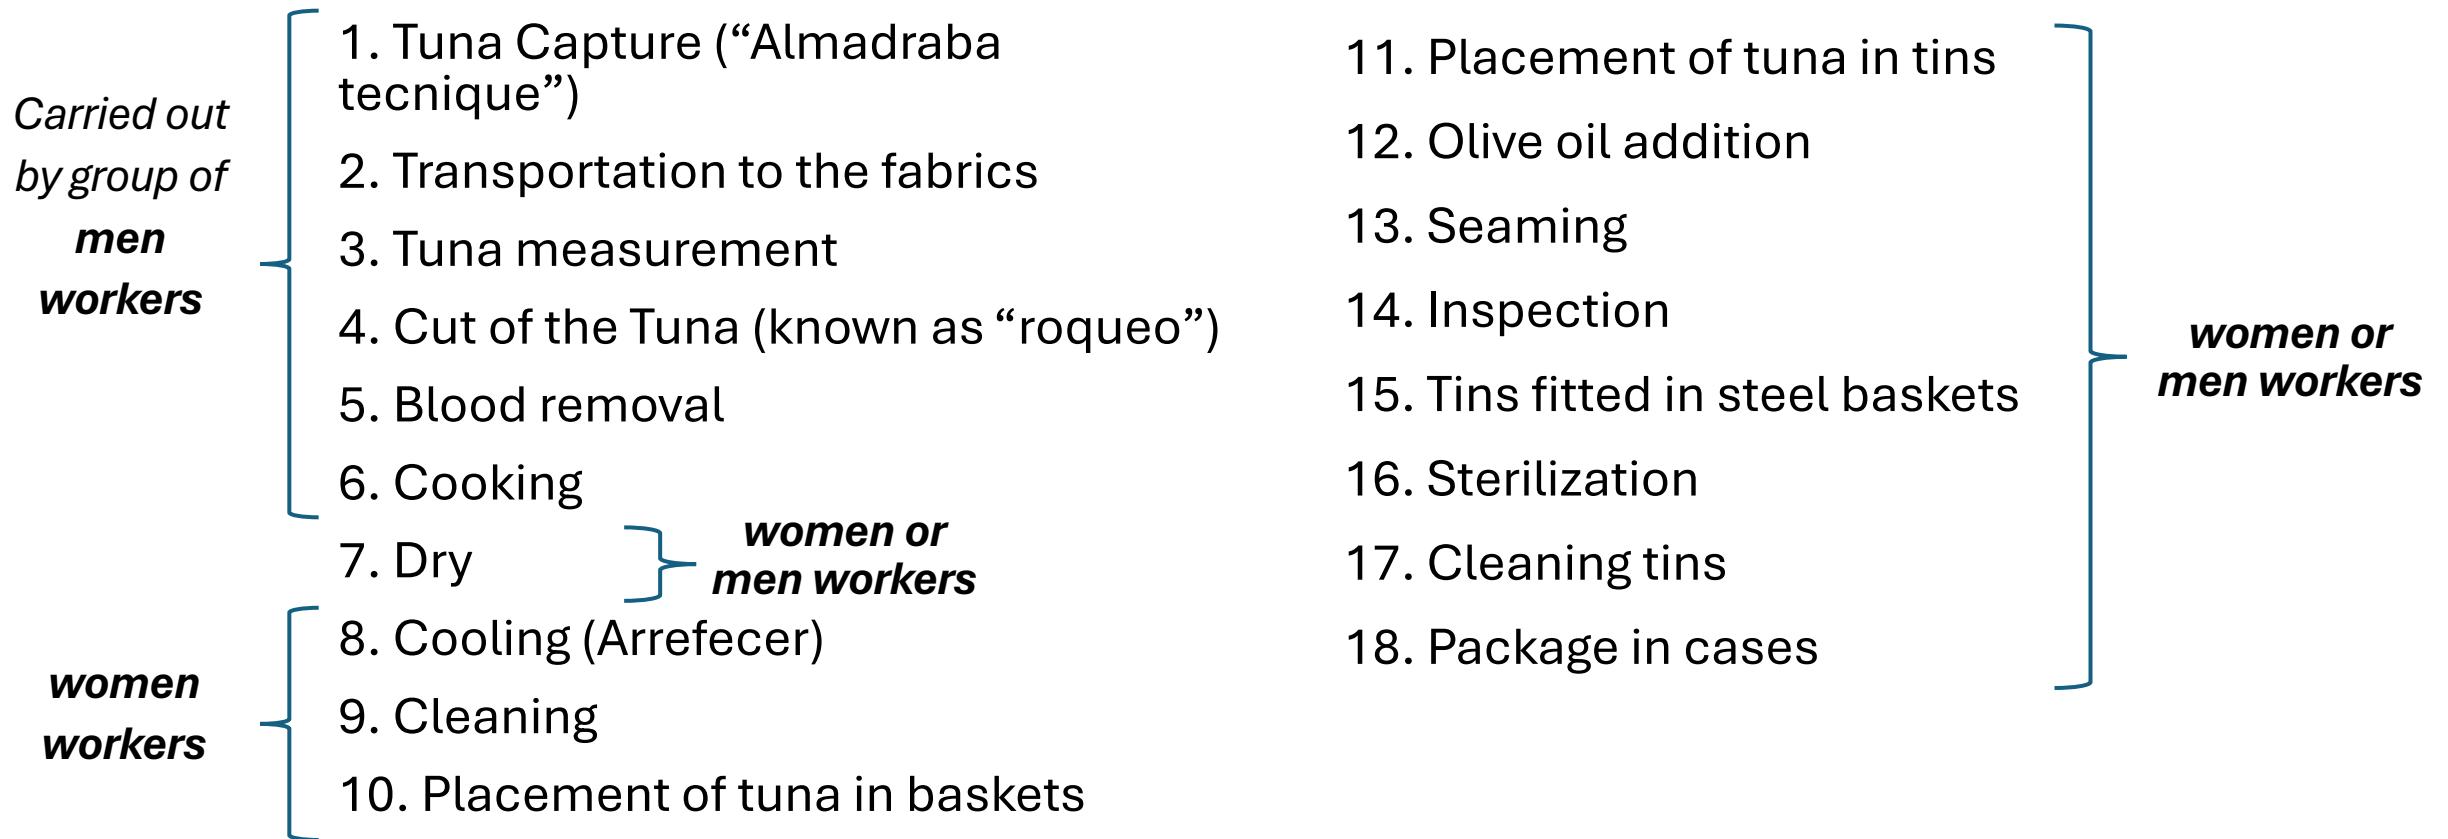 Carried out
by group of
men
workers
1. Tuna Capture (“Almadraba
tecnique”)
2. Transportation to the fabrics
3. Tuna measurement
4. Cut of the Tuna (known as “roqueo”)
5. Blood removal
6. Cooking
7. Dry
women or
men workers
women
workers
8. Cooling (Arrefecer)
9. Cleaning
10. Placement of tuna in baskets
11. Placement of tuna in tins
12. Olive oil addition
13. Seaming
14. Inspection
15. Tins fitted in steel baskets
16. Sterilization
17. Cleaning tins
18. Package in cases
women or
men workers